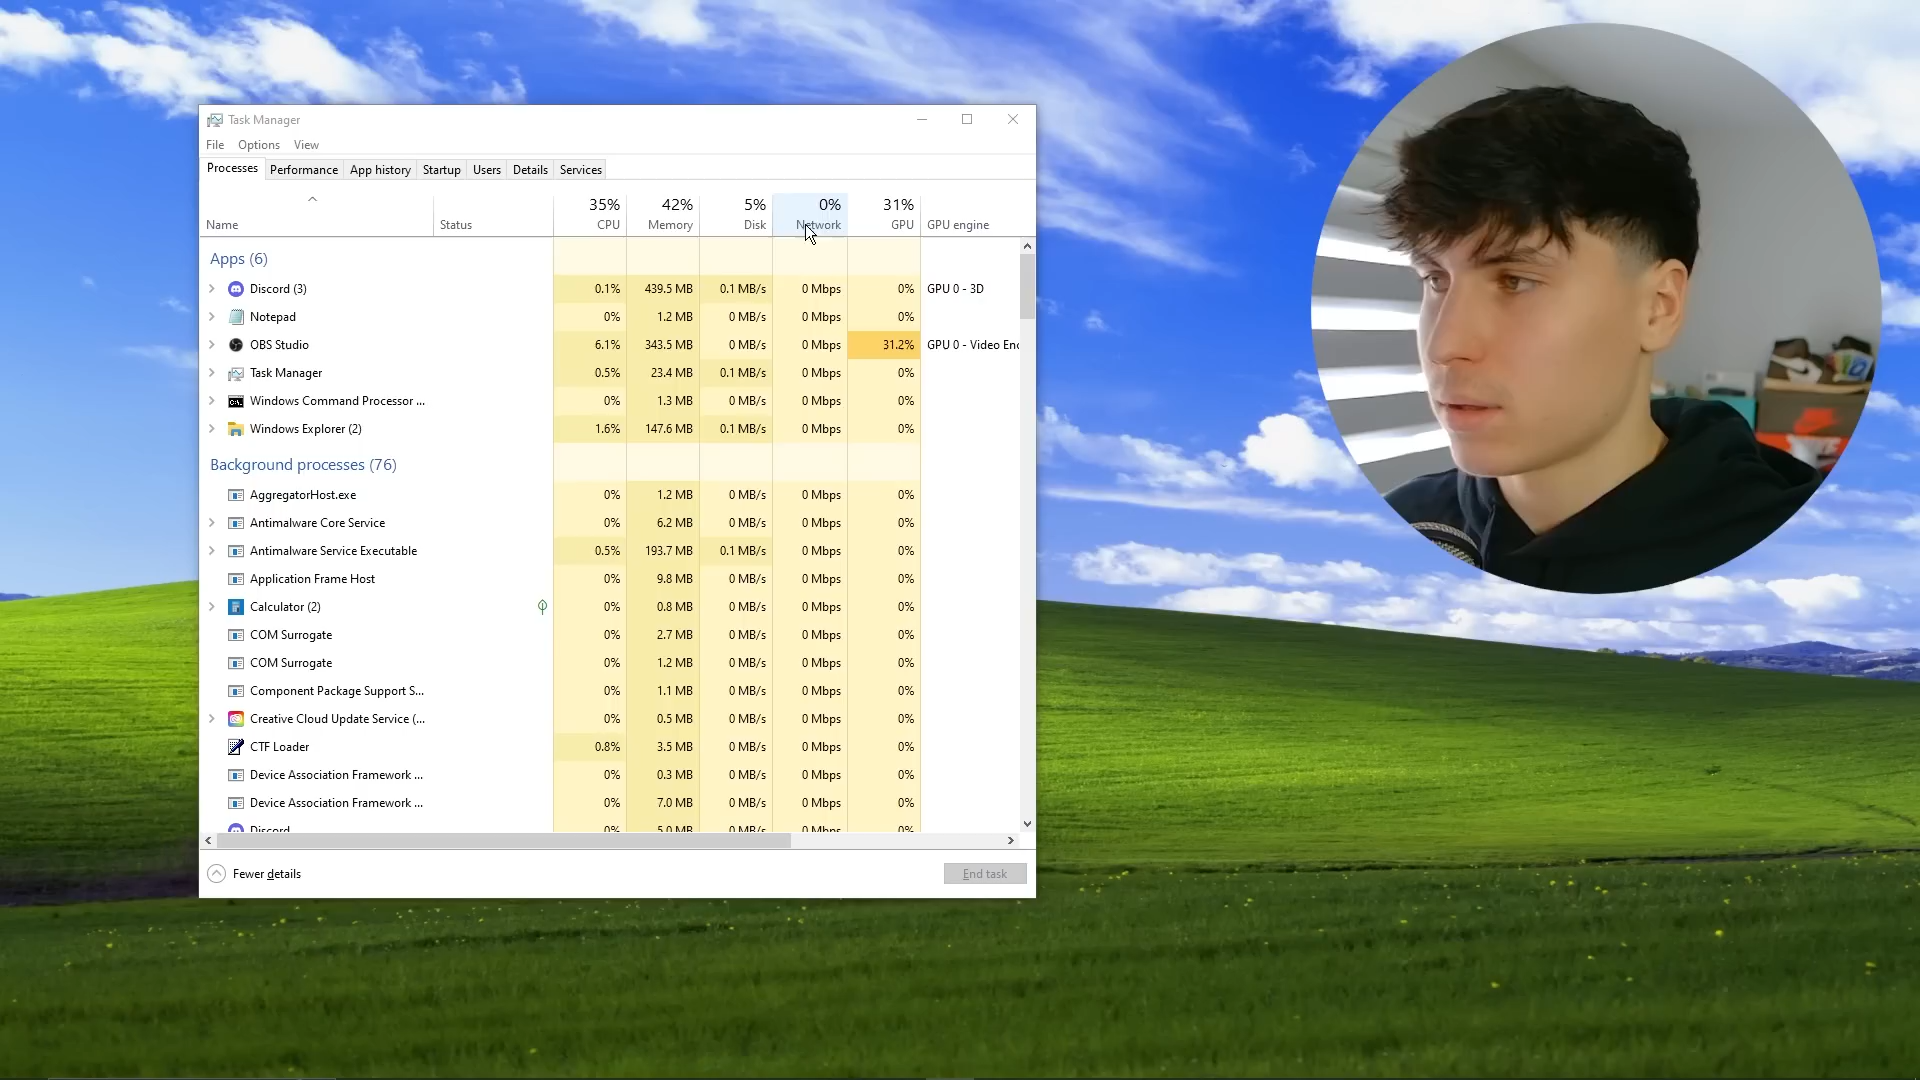 Task Manager
File Options View
Processes Performance App history Startup Users Details Services
35% 42% 5% 0% 31%
Name Status CPU Memory Disk Network GPU GPU engine
Apps (6)
Discord (3) 0.1% 439.5 MB 0.1 MB/s 0 Mbps 0% GPU 0 - 3D
Notepad 0% 1.2 MB 0 MB/s 0 Mbps 0%
OBS Studio 6.1% 343.5 MB 0 MB/s 0 Mbps 31.2% GPU 0 - Video Enc
Task Manager 0.5% 23.4 MB 0.1 MB/s 0 Mbps 0%
Windows Command Processor ... 0% 1.3 MB 0 MB/s 0 Mbps 0%
Windows Explorer (2) 1.6% 147.6 MB 0.1 MB/s 0 Mbps 0%
Background processes (76)
AggregatorHost.exe 0% 1.2 MB 0 MB/s 0 Mbps 0%
Antimalware Core Service 0% 6.2 MB 0 MB/s 0 Mbps 0%
Antimalware Service Executable 0.5% 193.7 MB 0.1 MB/s 0 Mbps 0%
Application Frame Host 0% 9.8 MB 0 MB/s 0 Mbps 0%
Calculator (2) 0% 0.8 MB 0 MB/s 0 Mbps 0%
COM Surrogate 0% 2.7 MB 0 MB/s 0 Mbps 0%
COM Surrogate 0% 1.2 MB 0 MB/s 0 Mbps 0%
Component Package Support S... 0% 1.1 MB 0 MB/s 0 Mbps 0%
Creative Cloud Update Service (... 0% 0.5 MB 0 MB/s 0 Mbps 0%
CTF Loader 0.8% 3.5 MB 0 MB/s 0 Mbps 0%
Device Association Framework ... 0% 0.3 MB 0 MB/s 0 Mbps 0%
Device Association Framework ... 0% 7.0 MB 0 MB/s 0 Mbps 0%
Discord 0% 5.0 MB 0 MB/s 0 Mbps 0%
Fewer details End task